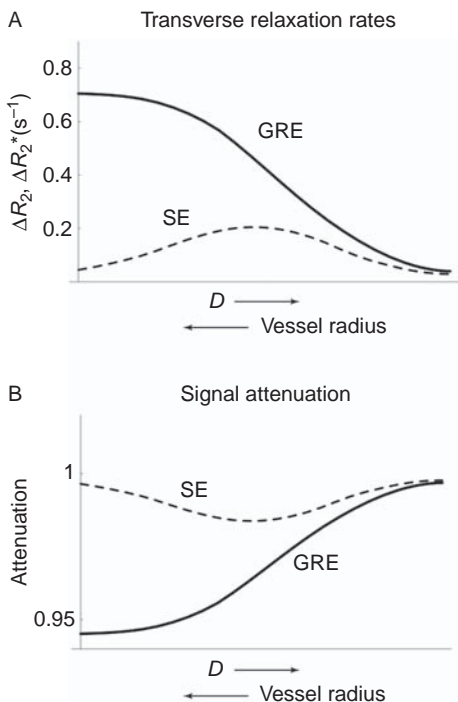 A Transverse relaxation rates
ΔR₂, ΔR₂*(s⁻¹)
0.8
0.6
0.4
0.2
GRE
SE
D ⟶
⟵ Vessel radius
B Signal attenuation
Attenuation
1
0.95
SE
GRE
D ⟶
⟵ Vessel radius